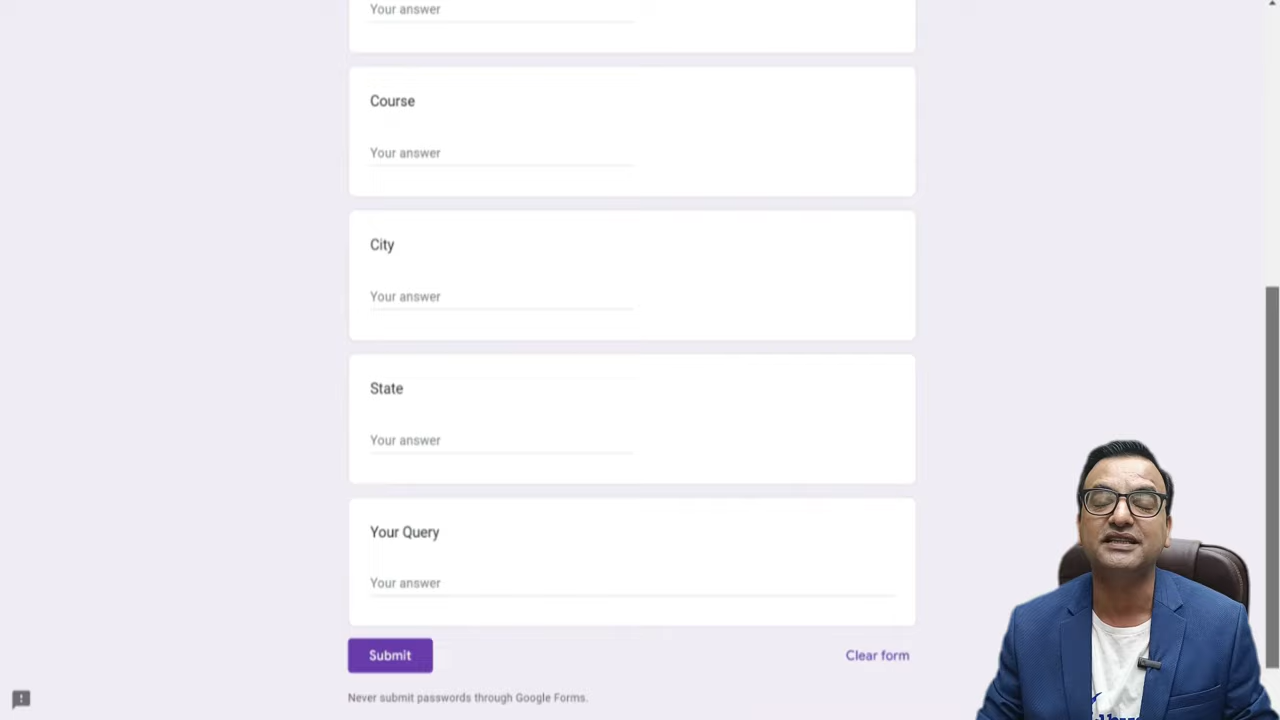 Your answer
Course
Your answer
City
Your answer
State
Your answer
Your Query
Your answer
Submit
Clear form
Never submit passwords through Google Forms.